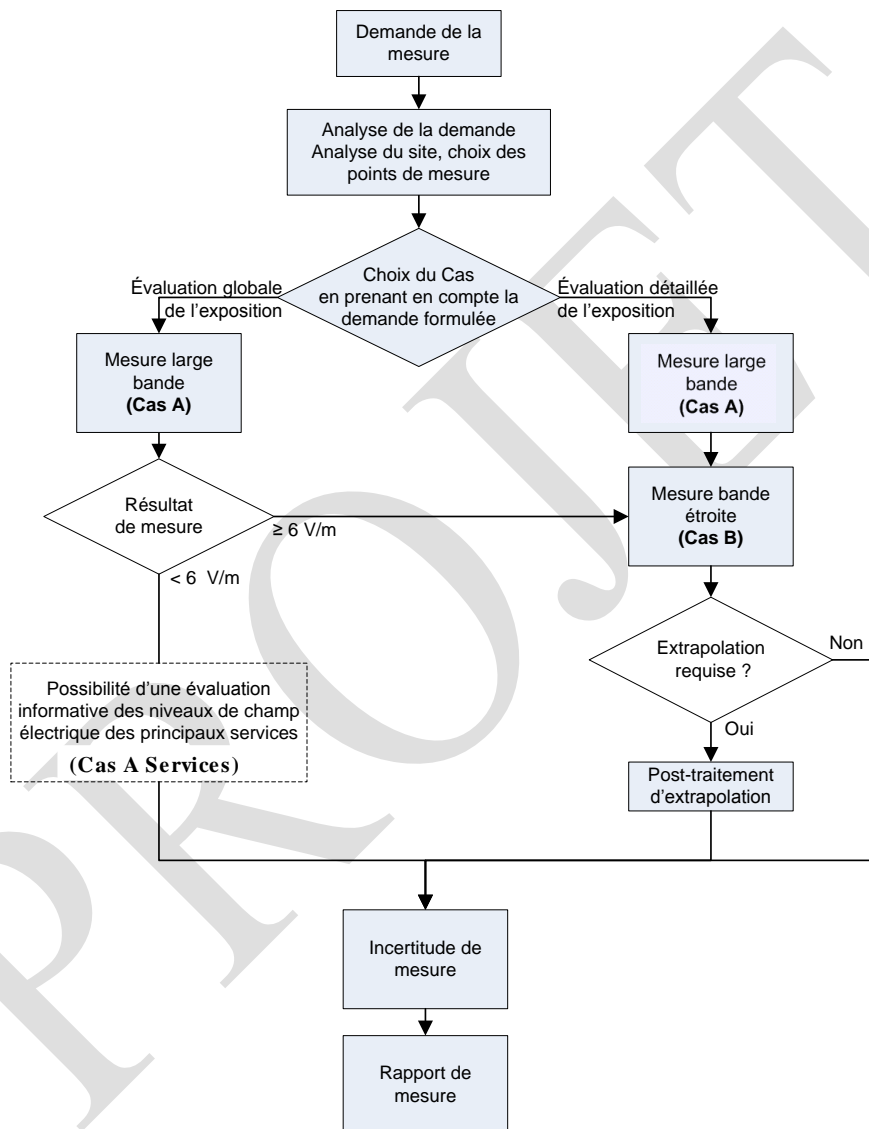 Demande de la
mesure
Analyse de la demande
Analyse du site, choix des
points de mesure
Choix du Cas
en prenant en compte la
demande formulée
Évaluation globale
de l'exposition
Évaluation détaillée
de l'exposition
Mesure large
bande
(Cas A)
Mesure large
bande
(Cas A)
Résultat
de mesure
≥ 6 V/m
< 6 V/m
Mesure bande
étroite
(Cas B)
Extrapolation
requise ?
Non
Oui
Possibilité d'une évaluation
informative des niveaux de champ
électrique des principaux services
(Cas A Services)
Post-traitement
d'extrapolation
Incertitude de
mesure
Rapport de
mesure
PROJET